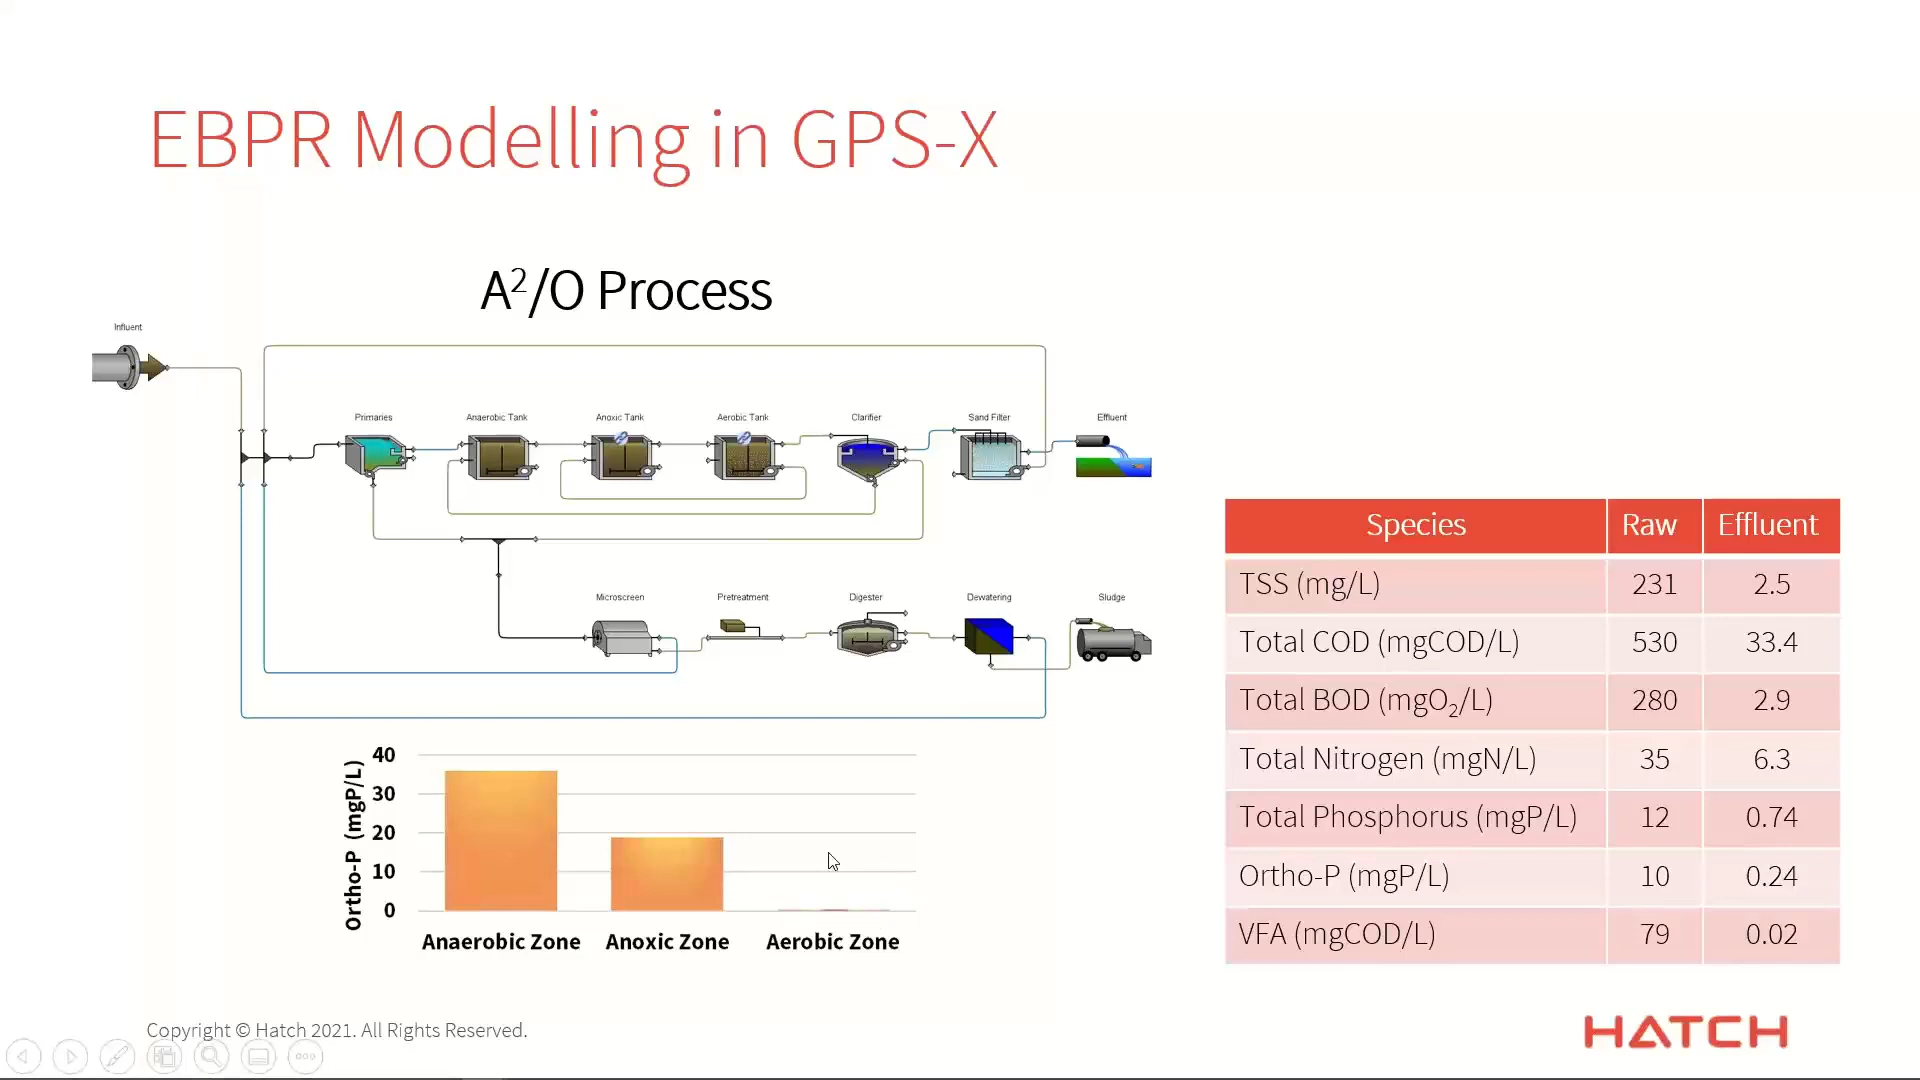 EBPR Modelling in GPS-X
A²/O Process
Influent
Primaries
Anaerobic Tank
Anoxic Tank
Aerobic Tank
Clarifier
Sand Filter
Effluent
Microscreen
Pretreatment
Digester
Dewatering
Sludge
Ortho-P (mgP/L)
40
30
20
10
0
Anaerobic Zone Anoxic Zone Aerobic Zone
Species Raw Effluent
TSS (mg/L) 231 2.5
Total COD (mgCOD/L) 530 33.4
Total BOD (mgO₂/L) 280 2.9
Total Nitrogen (mgN/L) 35 6.3
Total Phosphorus (mgP/L) 12 0.74
Ortho-P (mgP/L) 10 0.24
VFA (mgCOD/L) 79 0.02
Copyright © Hatch 2021. All Rights Reserved.
HATCH